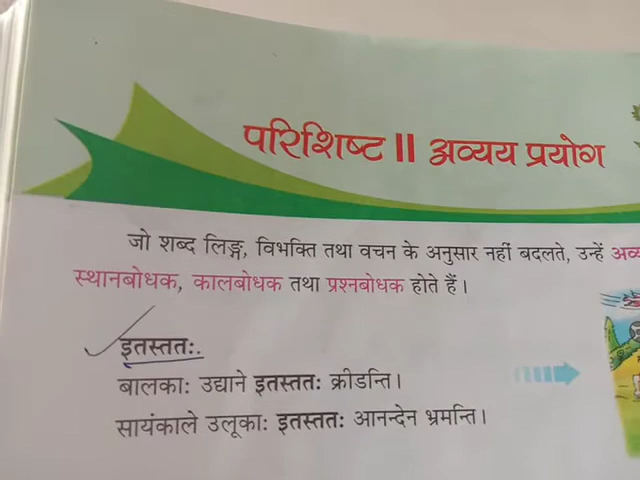 परिशिष्ट II अव्यय प्रयोग
जो शब्द लिङ्ग, विभक्ति तथा वचन के अनुसार नहीं बदलते, उन्हें
स्थानबोधक, कालबोधक तथा प्रश्नबोधक होते हैं।
इतस्ततः.
बालकाः उद्याने इतस्ततः क्रीडन्ति।
सायंकाले उलूकाः इतस्ततः आनन्देन भ्रमन्ति।